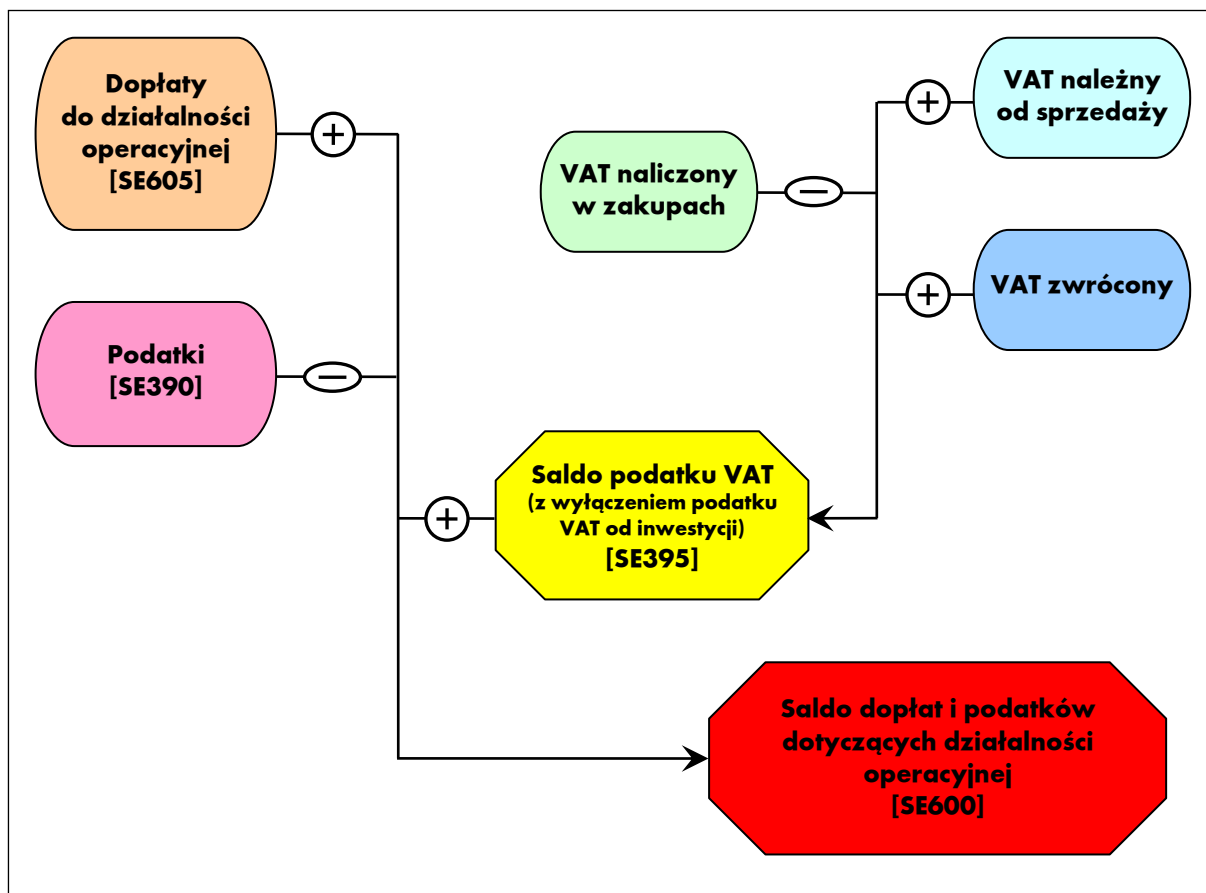 Dopłaty
do działalności
operacyjnej
[SE605]
+
VAT należny
od sprzedaży
+
VAT naliczony
w zakupach
−
VAT zwrócony
+
Podatki
[SE390]
−
Saldo podatku VAT
(z wyłączeniem podatku
VAT od inwestycji)
[SE395]
+
Saldo dopłat i podatków
dotyczących działalności
operacyjnej
[SE600]